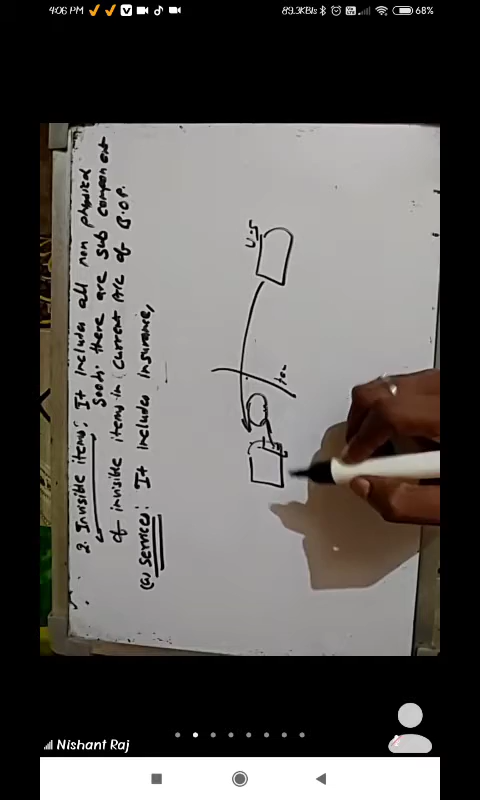 4:06 PM
89.3KB/s
68%
2. Invisible items: It includes all non physical
Goods. there are sub component
of invisible items in current A/c of B.O.P.
(a) Services: It includes Insurance,
U.S
Nishant Raj